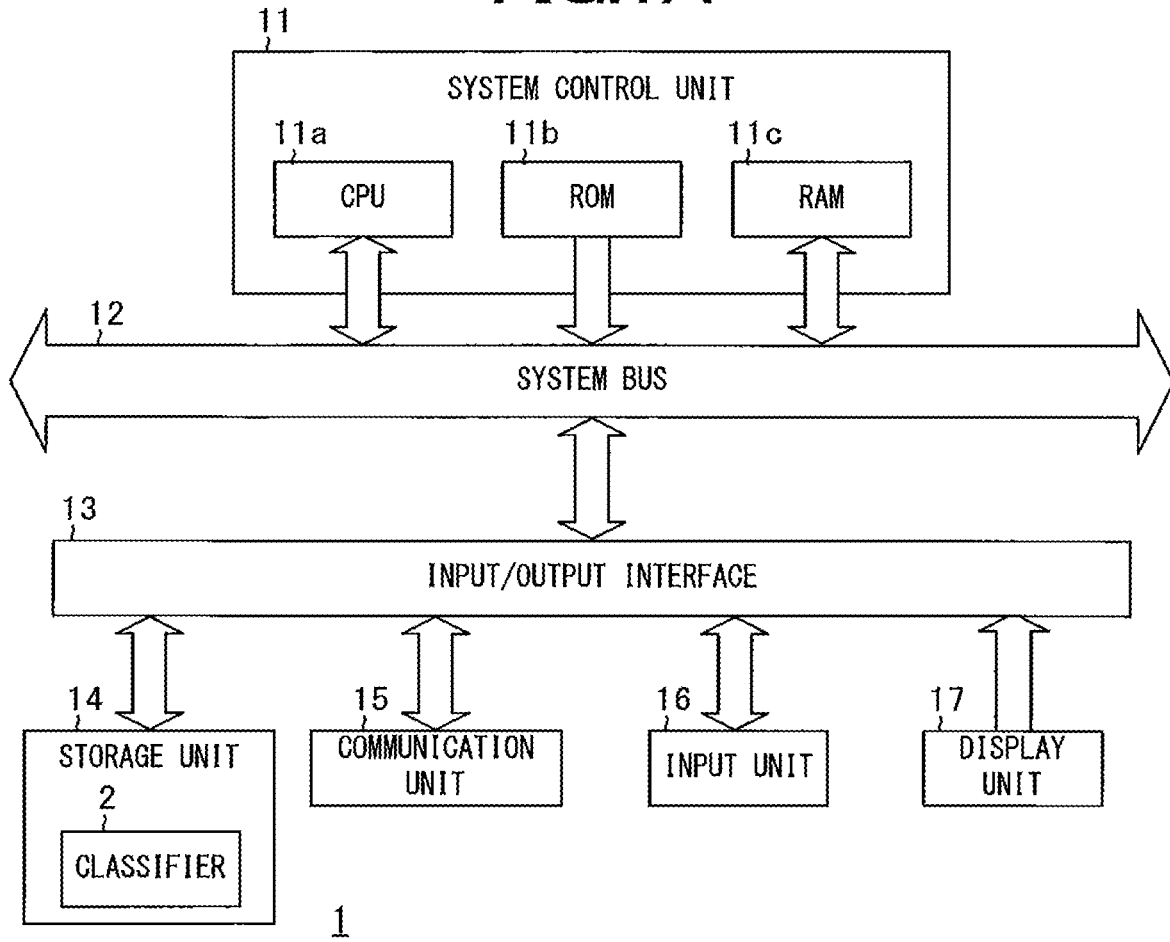 11
SYSTEM CONTROL UNIT
11a
11b
11c
CPU
ROM
RAM
12
SYSTEM BUS
13
INPUT/OUTPUT INTERFACE
14
15
16
17
STORAGE UNIT
COMMUNICATION
UNIT
INPUT UNIT
DISPLAY
UNIT
2
CLASSIFIER
1